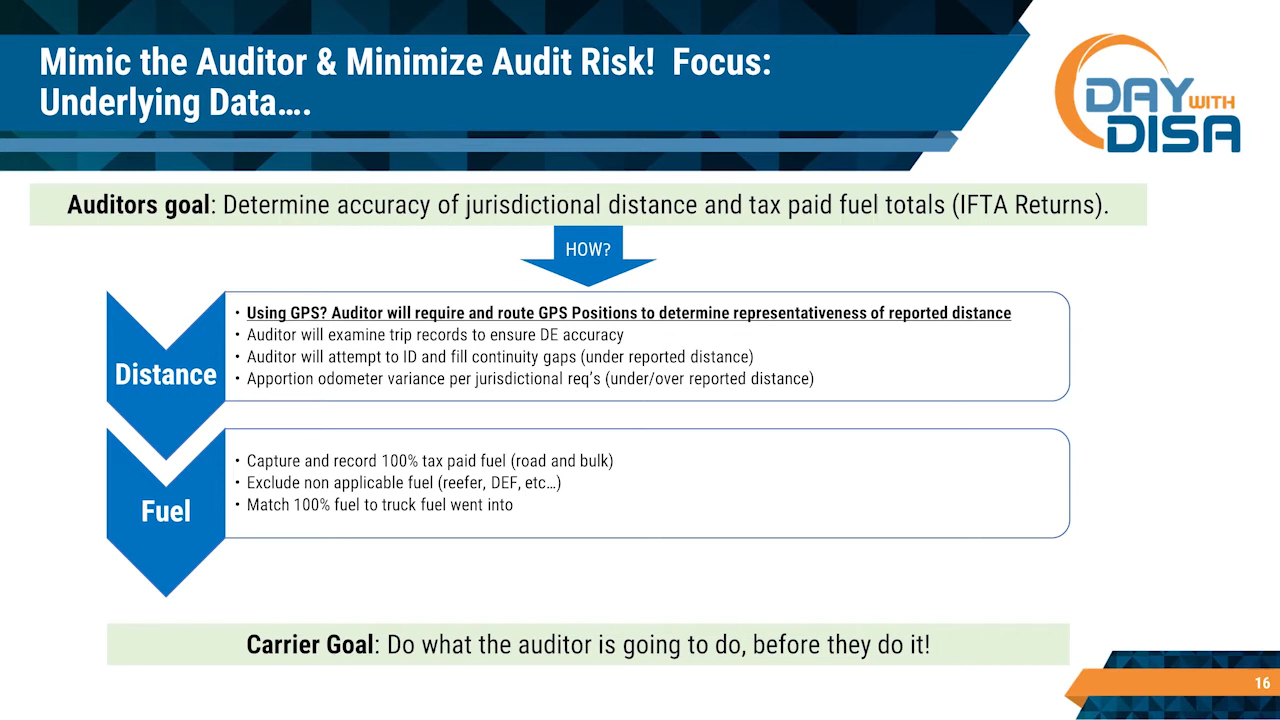 Mimic the Auditor & Minimize Audit Risk!  Focus:
Underlying Data....
DAY WITH
DISA
Auditors goal: Determine accuracy of jurisdictional distance and tax paid fuel totals (IFTA Returns).
HOW?
Distance
• Using GPS? Auditor will require and route GPS Positions to determine representativeness of reported distance
• Auditor will examine trip records to ensure DE accuracy
• Auditor will attempt to ID and fill continuity gaps (under reported distance)
• Apportion odometer variance per jurisdictional req’s (under/over reported distance)
Fuel
• Capture and record 100% tax paid fuel (road and bulk)
• Exclude non applicable fuel (reefer, DEF, etc…)
• Match 100% fuel to truck fuel went into
Carrier Goal: Do what the auditor is going to do, before they do it!
16